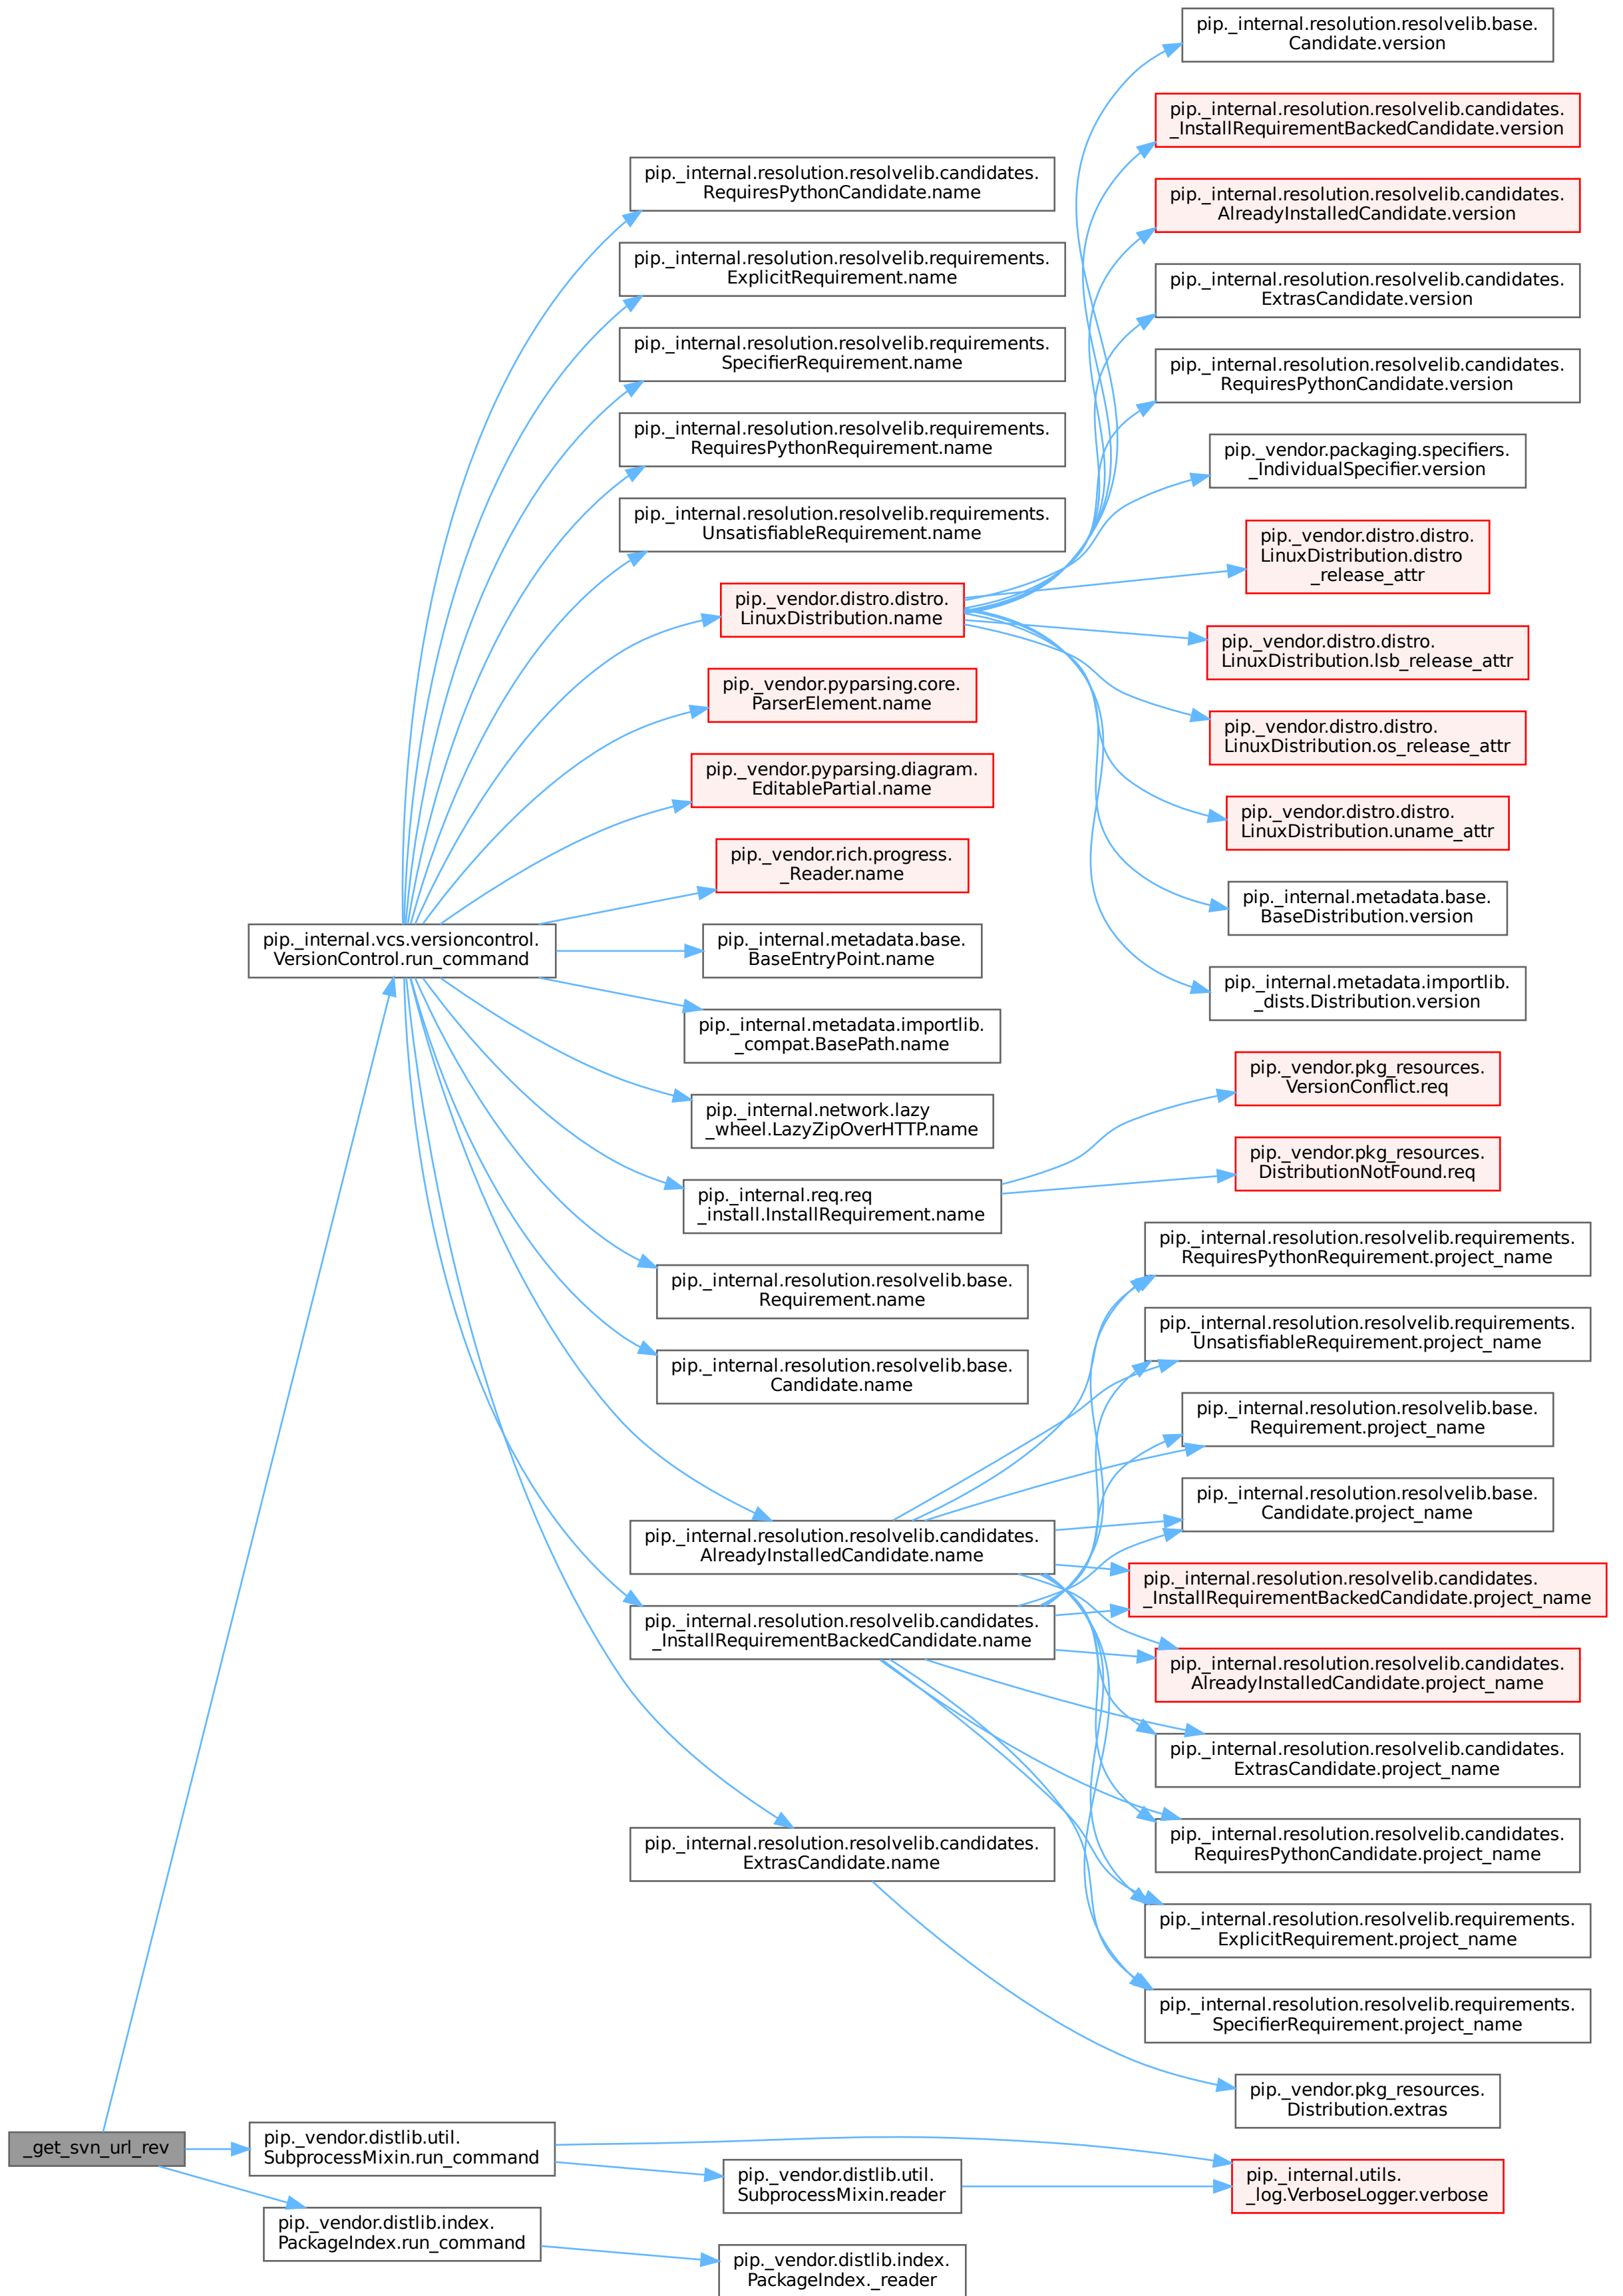 pip._internal.resolution.resolvelib.base.
Candidate.version
pip._internal.resolution.resolvelib.candidates.
_InstallRequirementBackedCandidate.version
pip._internal.resolution.resolvelib.candidates.
RequiresPythonCandidate.name
pip._internal.resolution.resolvelib.candidates.
AlreadyInstalledCandidate.version
pip._internal.resolution.resolvelib.requirements.
ExplicitRequirement.name
pip._internal.resolution.resolvelib.candidates.
ExtrasCandidate.version
pip._internal.resolution.resolvelib.requirements.
SpecifierRequirement.name
pip._internal.resolution.resolvelib.candidates.
RequiresPythonCandidate.version
pip._internal.resolution.resolvelib.requirements.
RequiresPythonRequirement.name
pip._vendor.packaging.specifiers.
_IndividualSpecifier.version
pip._internal.resolution.resolvelib.requirements.
UnsatisfiableRequirement.name
pip._vendor.distro.distro.
LinuxDistribution.distro
_release_attr
pip._vendor.distro.distro.
LinuxDistribution.name
pip._vendor.distro.distro.
LinuxDistribution.lsb_release_attr
pip._vendor.pyparsing.core.
ParserElement.name
pip._vendor.distro.distro.
LinuxDistribution.os_release_attr
pip._vendor.pyparsing.diagram.
EditablePartial.name
pip._vendor.distro.distro.
LinuxDistribution.uname_attr
pip._vendor.rich.progress.
_Reader.name
pip._internal.metadata.base.
BaseDistribution.version
pip._internal.vcs.versioncontrol.
VersionControl.run_command
pip._internal.metadata.base.
BaseEntryPoint.name
pip._internal.metadata.importlib.
_dists.Distribution.version
pip._internal.metadata.importlib.
_compat.BasePath.name
pip._vendor.pkg_resources.
VersionConflict.req
pip._internal.network.lazy
_wheel.LazyZipOverHTTP.name
pip._vendor.pkg_resources.
DistributionNotFound.req
pip._internal.req.req
_install.InstallRequirement.name
pip._internal.resolution.resolvelib.requirements.
RequiresPythonRequirement.project_name
pip._internal.resolution.resolvelib.base.
Requirement.name
pip._internal.resolution.resolvelib.requirements.
UnsatisfiableRequirement.project_name
pip._internal.resolution.resolvelib.base.
Candidate.name
pip._internal.resolution.resolvelib.base.
Requirement.project_name
pip._internal.resolution.resolvelib.base.
Candidate.project_name
pip._internal.resolution.resolvelib.candidates.
AlreadyInstalledCandidate.name
pip._internal.resolution.resolvelib.candidates.
_InstallRequirementBackedCandidate.project_name
pip._internal.resolution.resolvelib.candidates.
_InstallRequirementBackedCandidate.name
pip._internal.resolution.resolvelib.candidates.
AlreadyInstalledCandidate.project_name
pip._internal.resolution.resolvelib.candidates.
ExtrasCandidate.project_name
pip._internal.resolution.resolvelib.candidates.
RequiresPythonCandidate.project_name
pip._internal.resolution.resolvelib.candidates.
ExtrasCandidate.name
pip._internal.resolution.resolvelib.requirements.
ExplicitRequirement.project_name
pip._internal.resolution.resolvelib.requirements.
SpecifierRequirement.project_name
pip._vendor.pkg_resources.
Distribution.extras
_get_svn_url_rev
pip._vendor.distlib.util.
SubprocessMixin.run_command
pip._vendor.distlib.util.
SubprocessMixin.reader
pip._internal.utils.
_log.VerboseLogger.verbose
pip._vendor.distlib.index.
PackageIndex.run_command
pip._vendor.distlib.index.
PackageIndex._reader